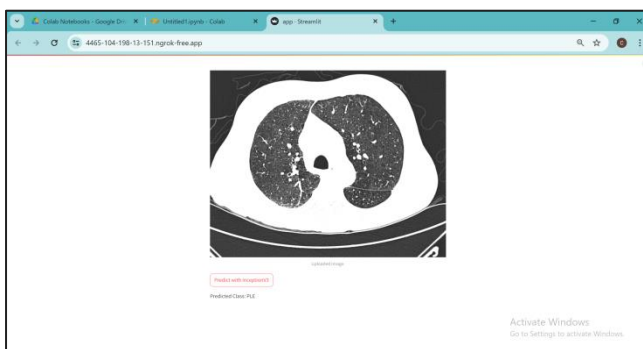 Colab Notebooks - Google Dri
Untitled1.ipynb - Colab
app · Streamlit
4465-104-198-13-151.ngrok-free.app
Uploaded Image
Predict with InceptionV3
Predicted Class: PLE
Activate Windows
Go to Settings to activate Windows.